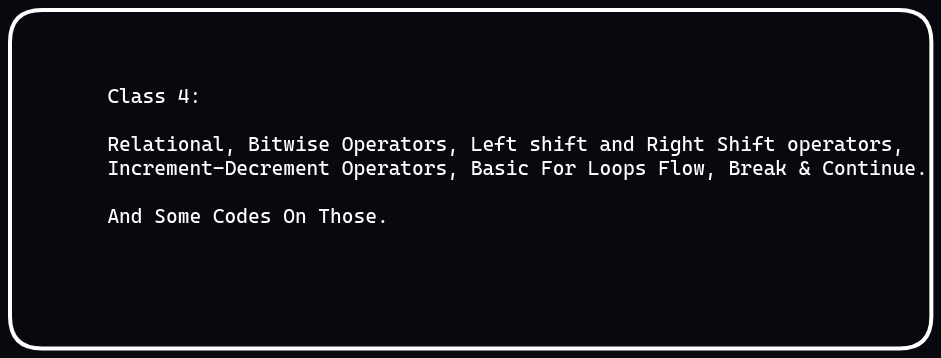 Class 4:
Relational, Bitwise Operators, Left shift and Right Shift operators,
Increment-Decrement Operators, Basic For Loops Flow, Break & Continue.
And Some Codes On Those.